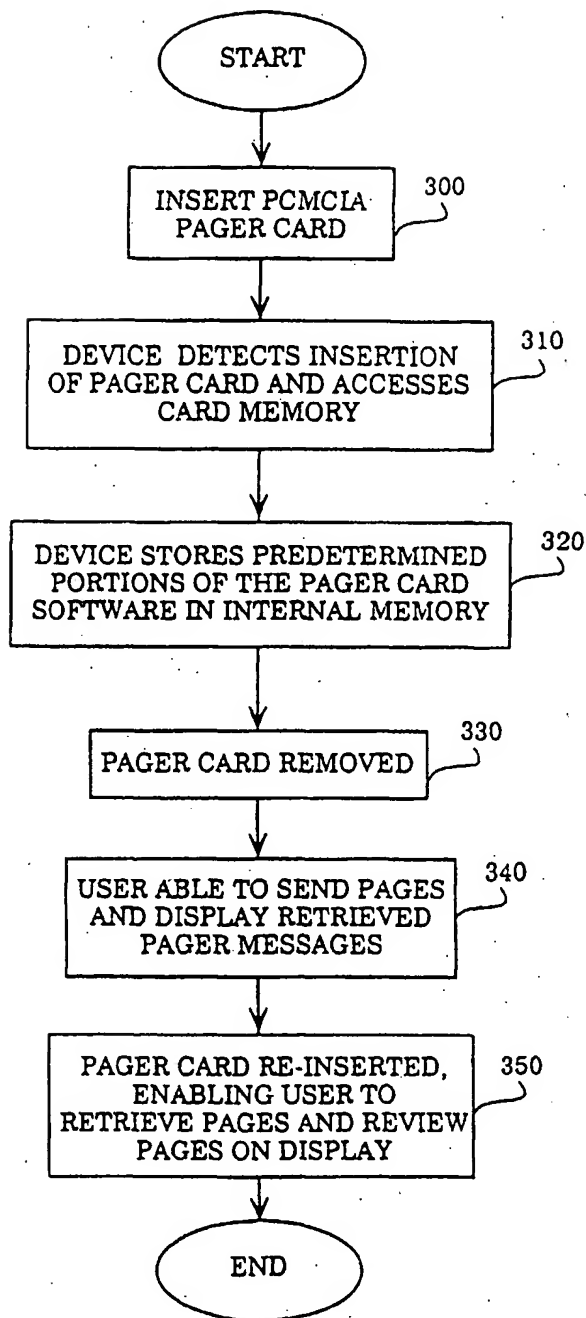 START
INSERT PCMCIA
PAGER CARD
300
DEVICE DETECTS INSERTION
OF PAGER CARD AND ACCESSES
CARD MEMORY
310
DEVICE STORES PREDETERMINED
PORTIONS OF THE PAGER CARD
SOFTWARE IN INTERNAL MEMORY
320
PAGER CARD REMOVED
330
USER ABLE TO SEND PAGES
AND DISPLAY RETRIEVED
PAGER MESSAGES
340
PAGER CARD RE-INSERTED,
ENABLING USER TO
RETRIEVE PAGES AND REVIEW
PAGES ON DISPLAY
350
END